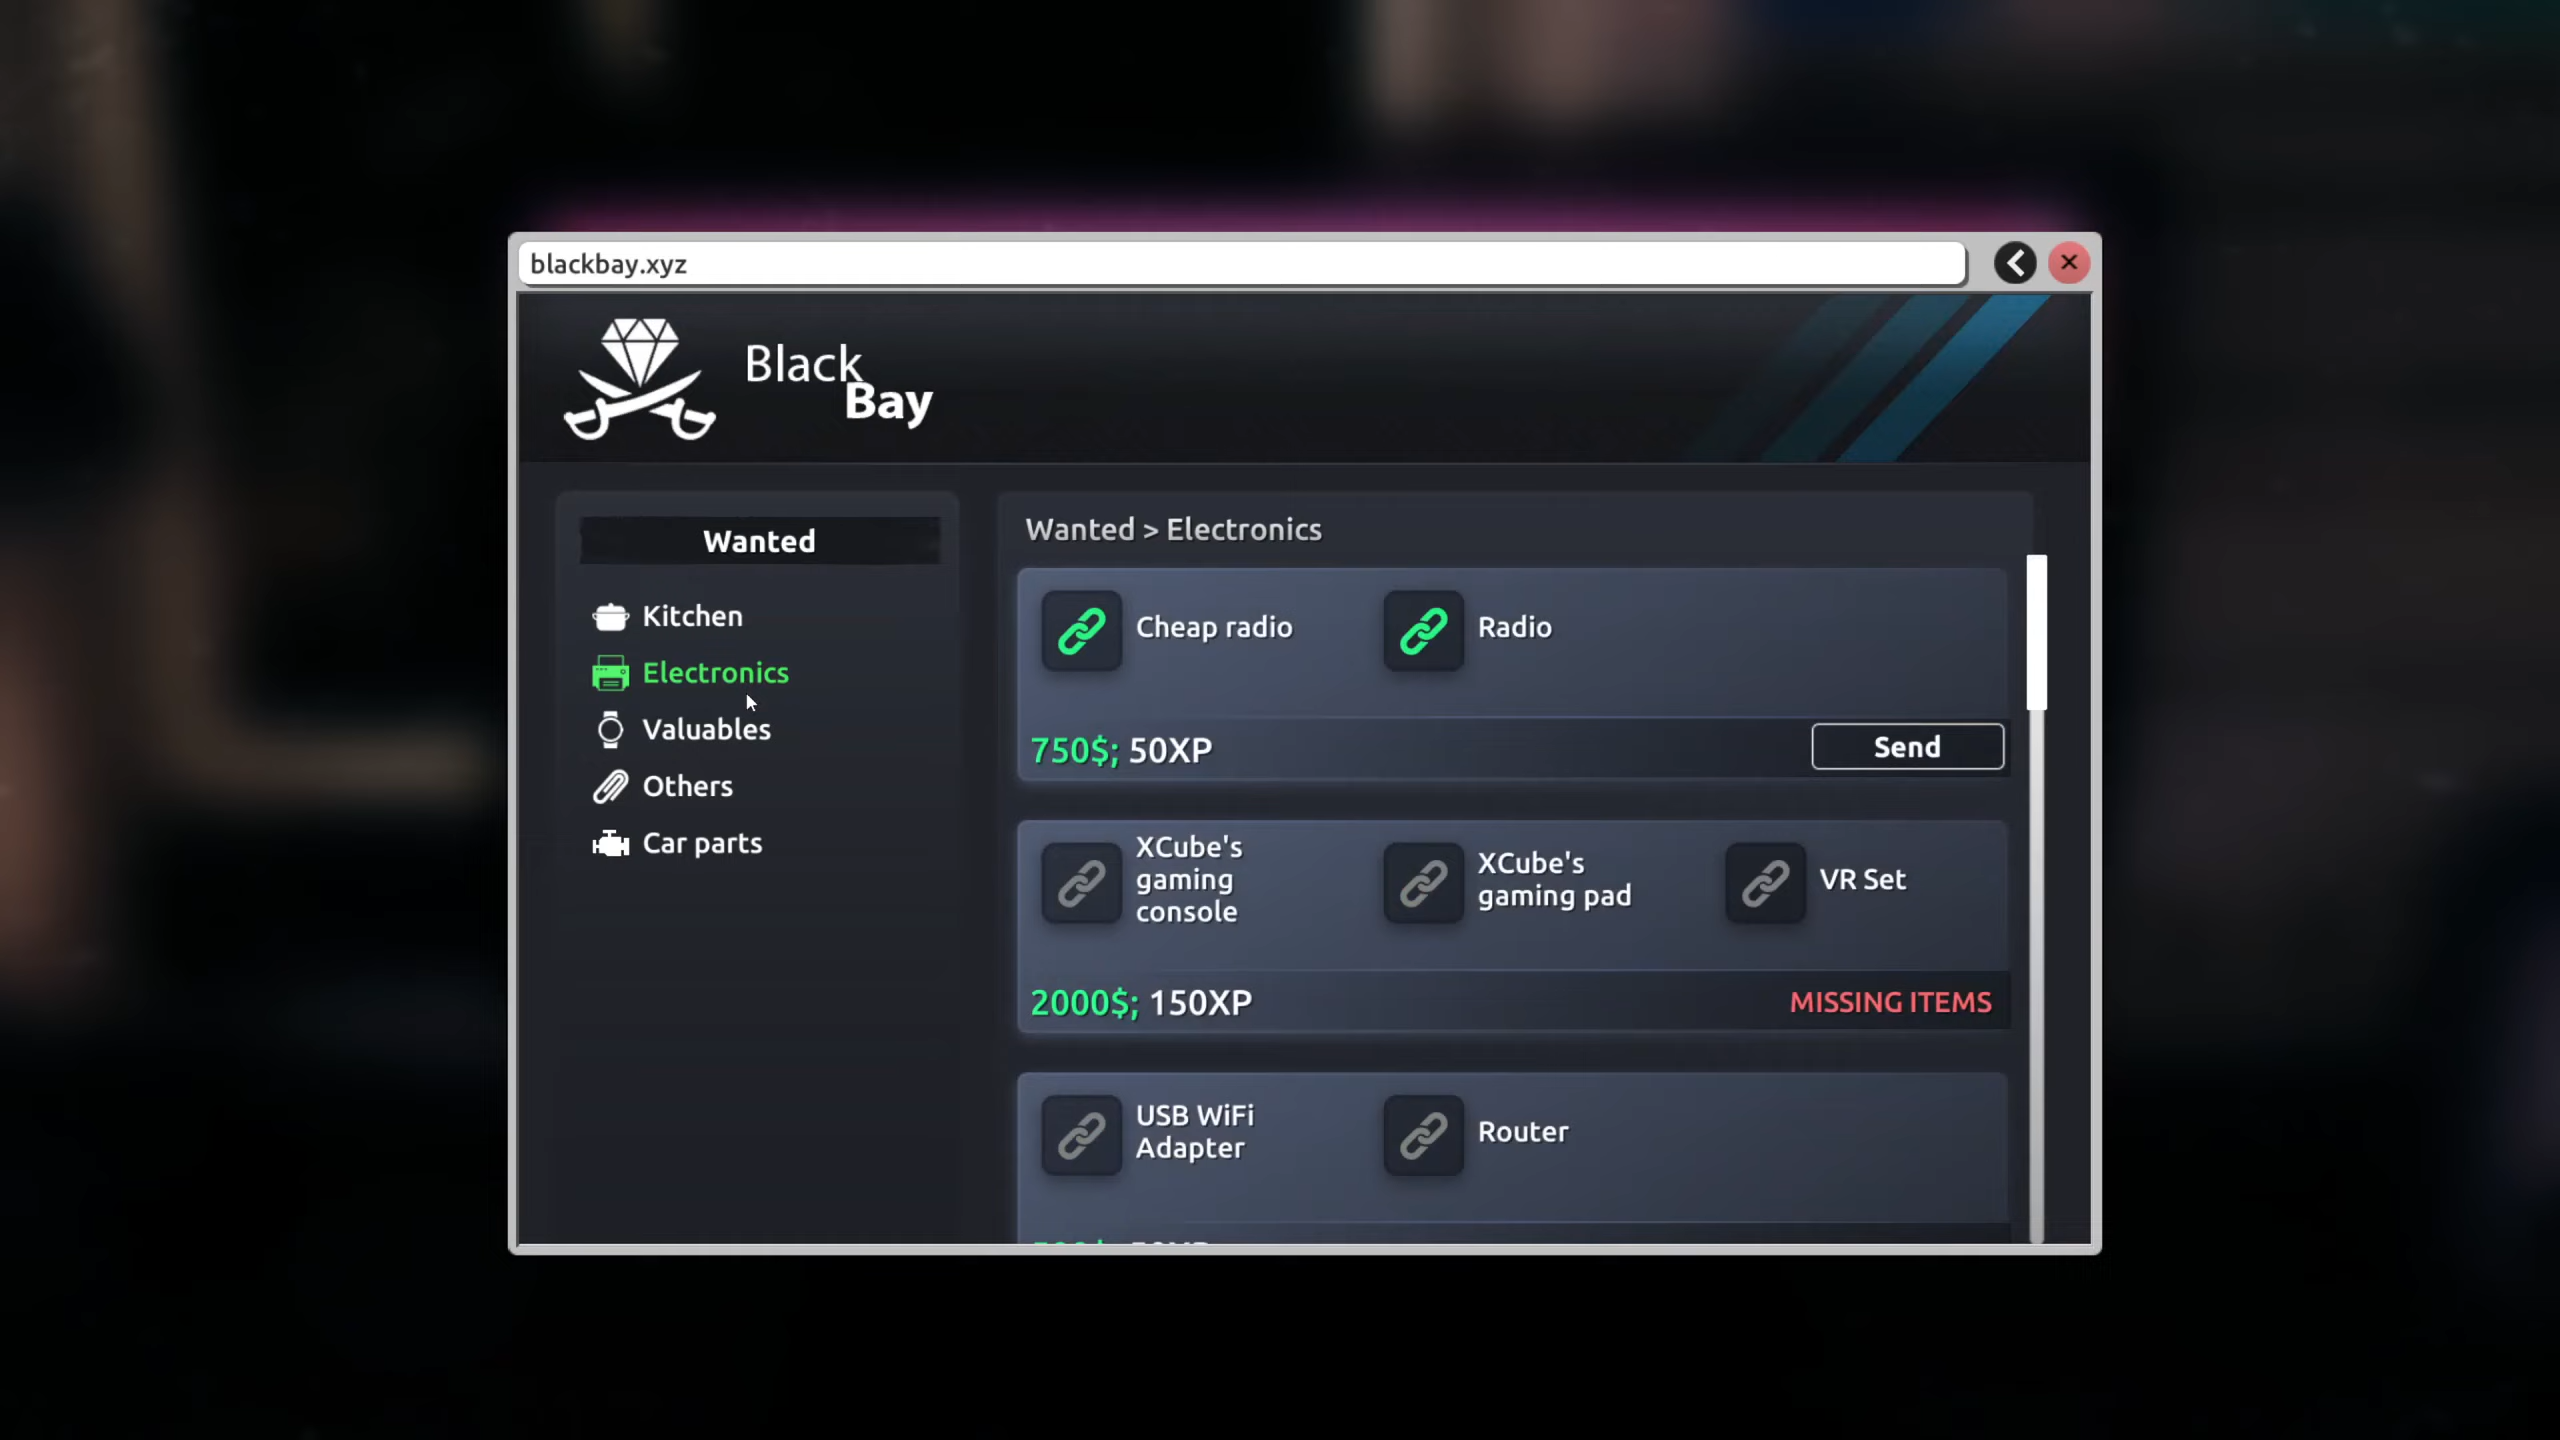 blackbay.xyz
Black
Bay
Wanted
Kitchen
Electronics
Valuables
Others
Car parts
Wanted > Electronics
Cheap radio
Radio
750$; 50XP
Send
XCube's
gaming
console
XCube's
gaming pad
VR Set
2000$; 150XP
MISSING ITEMS
USB WiFi
Adapter
Router